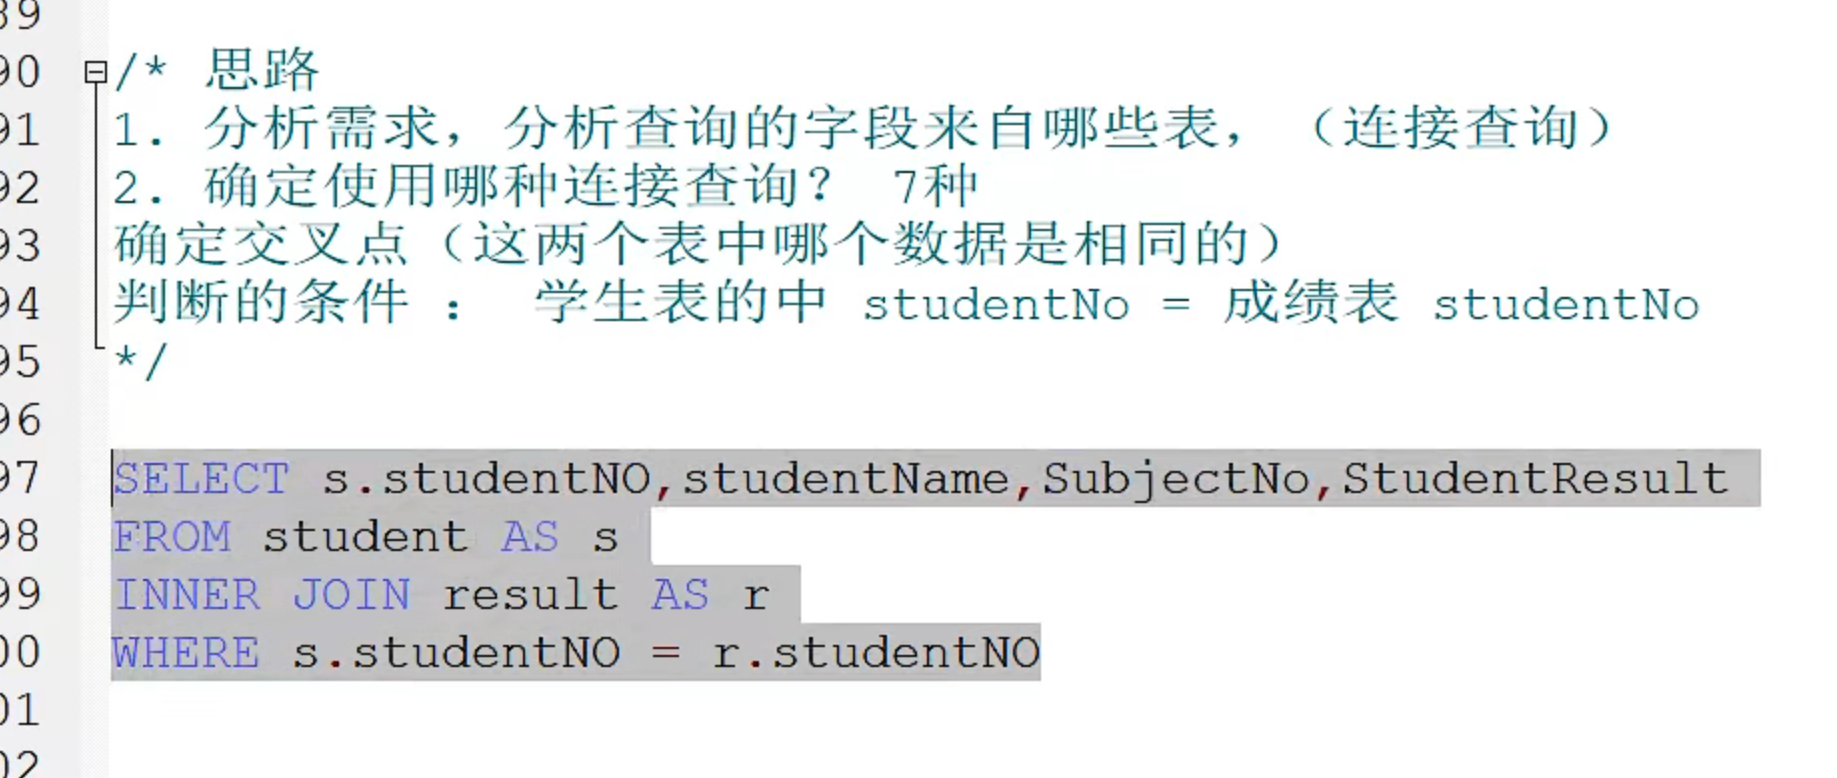 89
90 /* 思路
91 1. 分析需求，分析查询的字段来自哪些表，（连接查询）
92 2. 确定使用哪种连接查询？ 7种
93 确定交叉点（这两个表中哪个数据是相同的）
94 判断的条件 ： 学生表的中 studentNo = 成绩表 studentNo
95 */
96
97 SELECT s.studentNO,studentName,SubjectNo,StudentResult
98 FROM student AS s
99 INNER JOIN result AS r
00 WHERE s.studentNO = r.studentNO
01
02